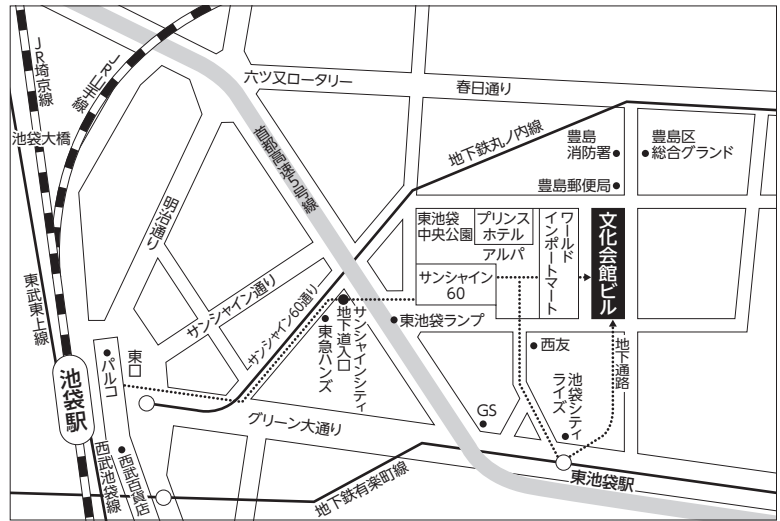 JR埼京線
JR山手線
六ツ又ロータリー
春日通り
池袋大橋
首都高速5号線
地下鉄丸ノ内線
豊島
消防署
豊島区
総合グランド
豊島郵便局
明治通り
東池袋
中央公園
プリンス
ホテル
アルパ
ワールド
インポートマート
文化会館ビル
サンシャイン
60
東武東上線
サンシャイン通り
サンシャイン60通り
サンシャインシティ
地下道入口
東急ハンズ
東池袋ランプ
西友
地下通路
池袋シティ
ライズ
パルコ
東口
池袋駅
グリーン大通り
GS
西武池袋線
西武百貨店
地下鉄有楽町線
東池袋駅